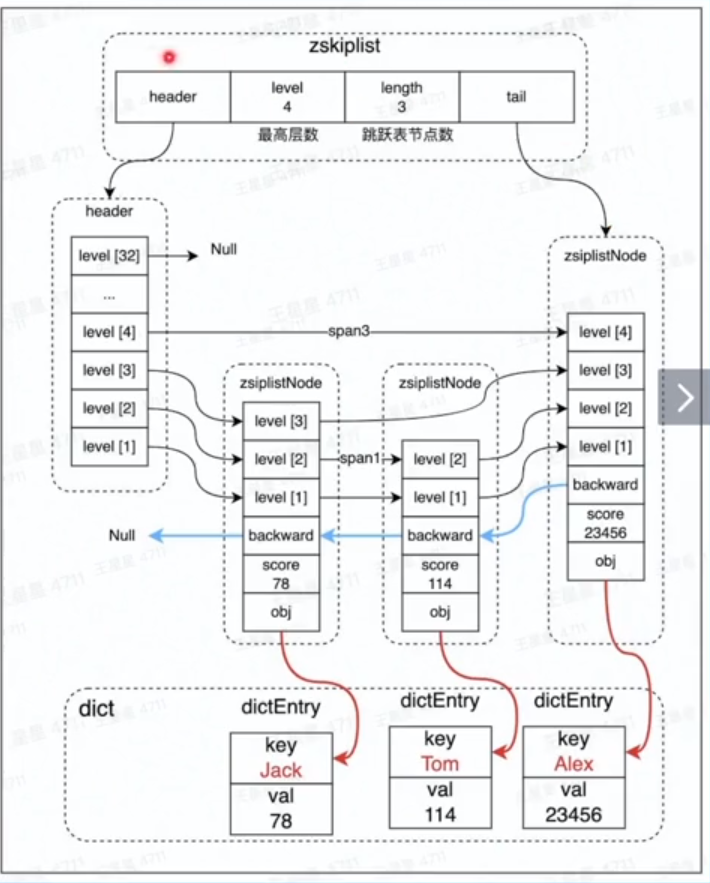 zskiplist
header
level
4
length
3
tail
最高层数
跳跃表节点数
header
level [32]
Null
...
level [4]
level [3]
level [2]
level [1]
span3
zsiplistNode
level [3]
level [2]
level [1]
backward
score
78
obj
span1
zsiplistNode
level [2]
level [1]
backward
score
114
obj
zsiplistNode
level [4]
level [3]
level [2]
level [1]
backward
score
23456
obj
Null
dict
dictEntry
key
Jack
val
78
dictEntry
key
Tom
val
114
dictEntry
key
Alex
val
23456